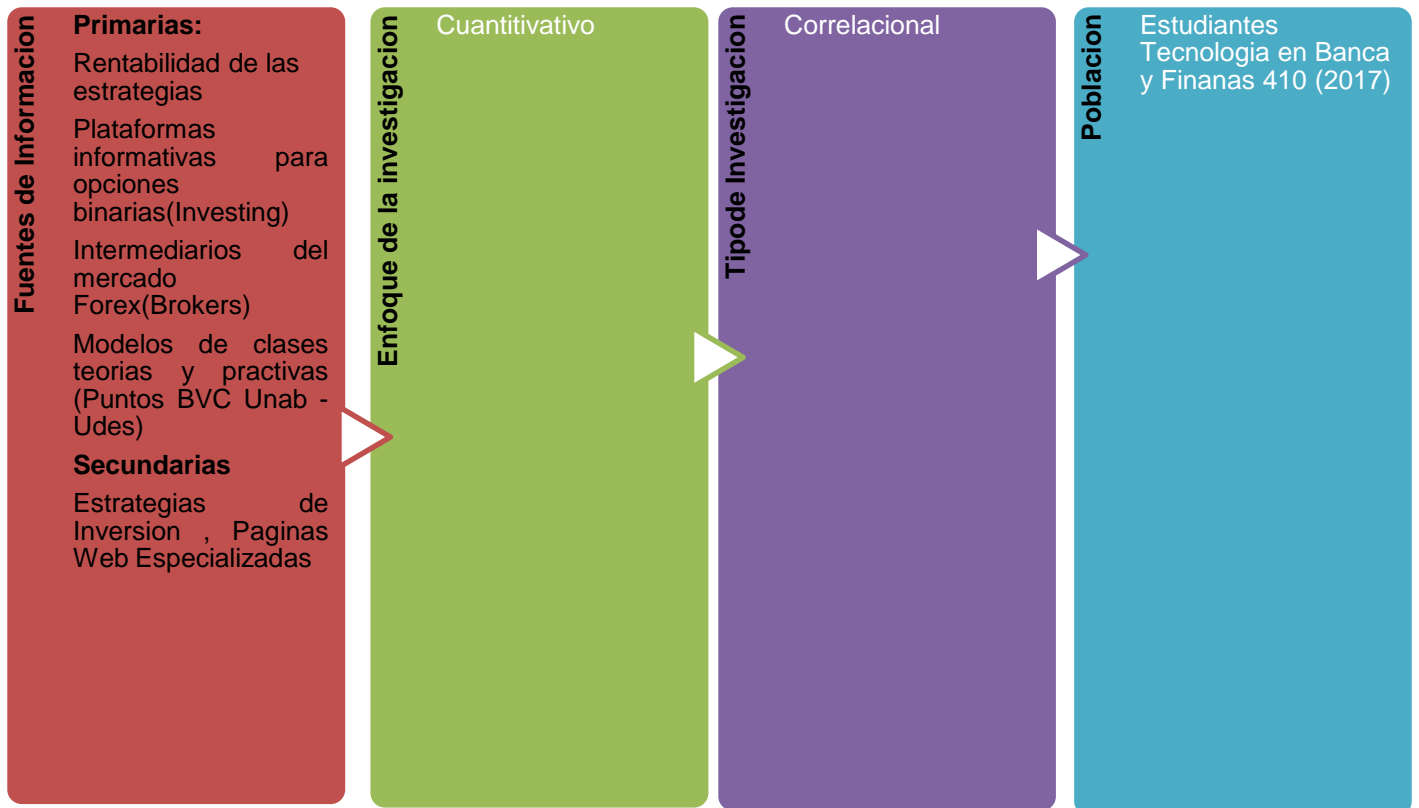 Fuentes de Informacion
Primarias:
Rentabilidad de las
estrategias
Plataformas
informativas para
opciones
binarias(Investing)
Intermediarios del
mercado
Forex(Brokers)
Modelos de clases
teorias y practivas
(Puntos BVC Unab -
Udes)
Secundarias
Estrategias de
Inversion , Paginas
Web Especializadas
Enfoque de la investigacion
Cuantitivativo
Tipode Investigacion
Correlacional
Poblacion
Estudiantes
Tecnologia en Banca
y Finanas 410 (2017)